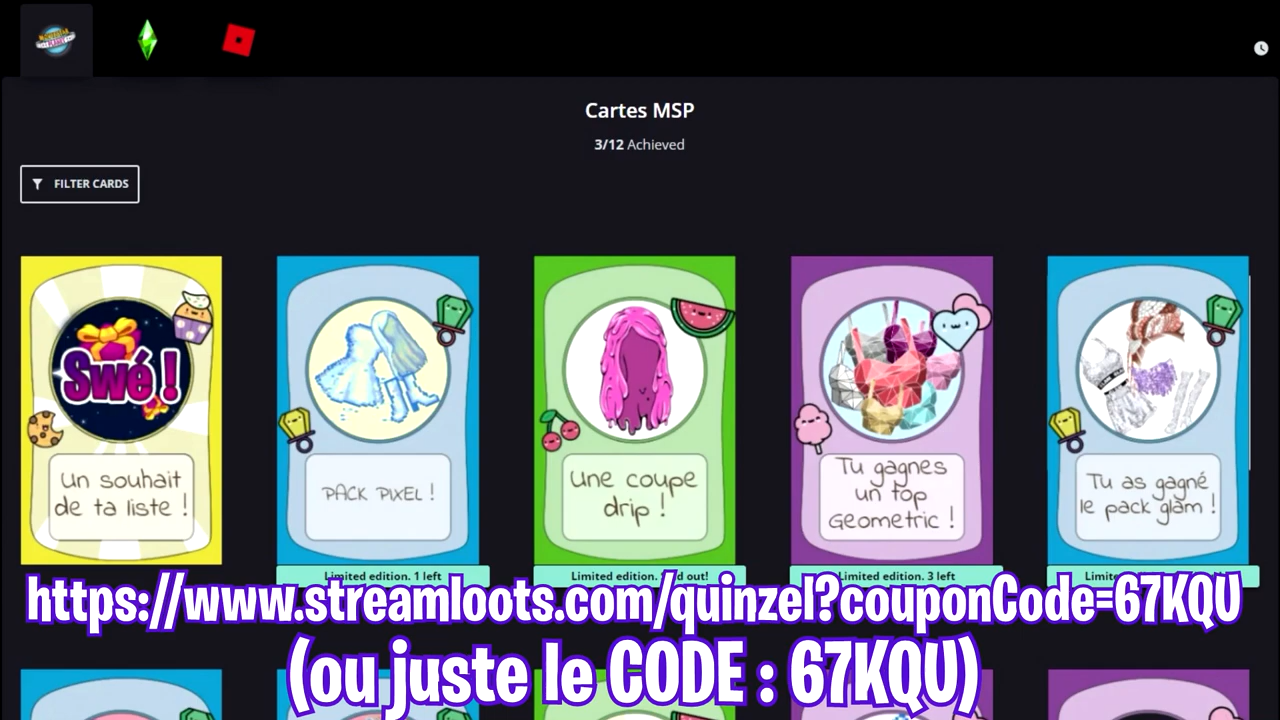 Cartes MSP
3/12 Achieved
FILTER CARDS
Swé !
Un souhait
de ta liste !
PACK PIXEL !
Une coupe
drip !
Tu gagnes
un top
Geometric !
Tu as gagné
le pack glam !
Limited edition. 1 left
Limited edition. out!
Limited edition. 3 left
https://www.streamloots.com/quinzel?couponCode=67KQU
(ou juste le CODE : 67KQU)